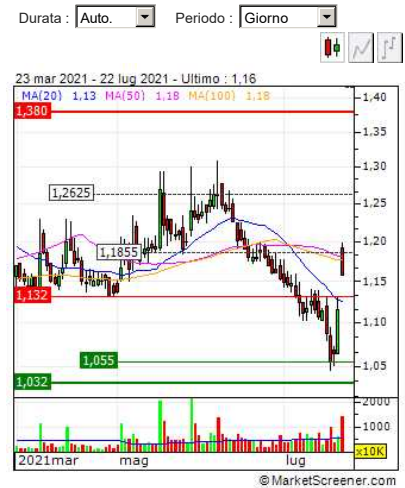 Durata : Auto. Periodo : Giorno
23 mar 2021 - 22 lug 2021 - Ultimo : 1,16
MA(20) 1,13 MA(50) 1,18 MA(100) 1,18
1,40
1,380
1,35
1,30
1,2625
1,25
1,20
1,1855
1,15
1,132
1,10
1,055
1,05
1,032
2000
1000
x10K
2021mar mag lug
© MarketScreener.com